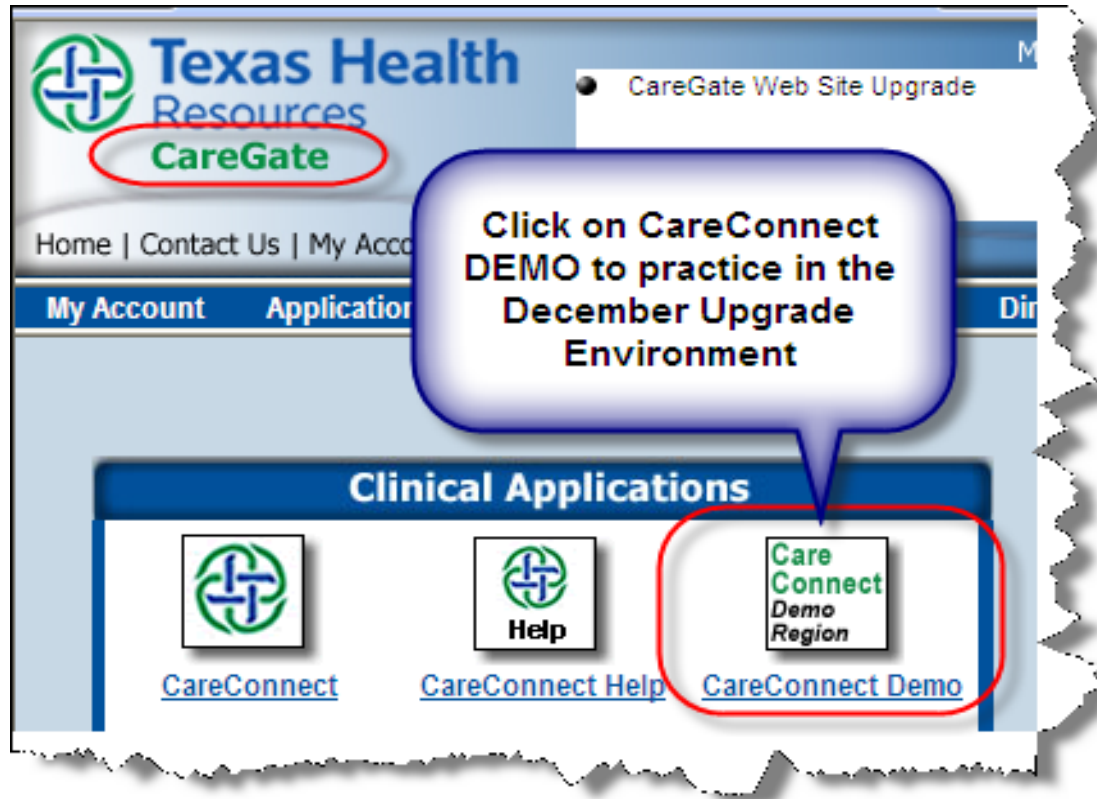 Texas Health
Resources
CareGate
CareGate Web Site Upgrade
Home | Contact Us | My
My Account Application
Click on CareConnect
DEMO to practice in the
December Upgrade
Environment
Clinical Applications
Help
Care
Connect
Demo
Region
CareConnect
CareConnect Help
CareConnect Demo